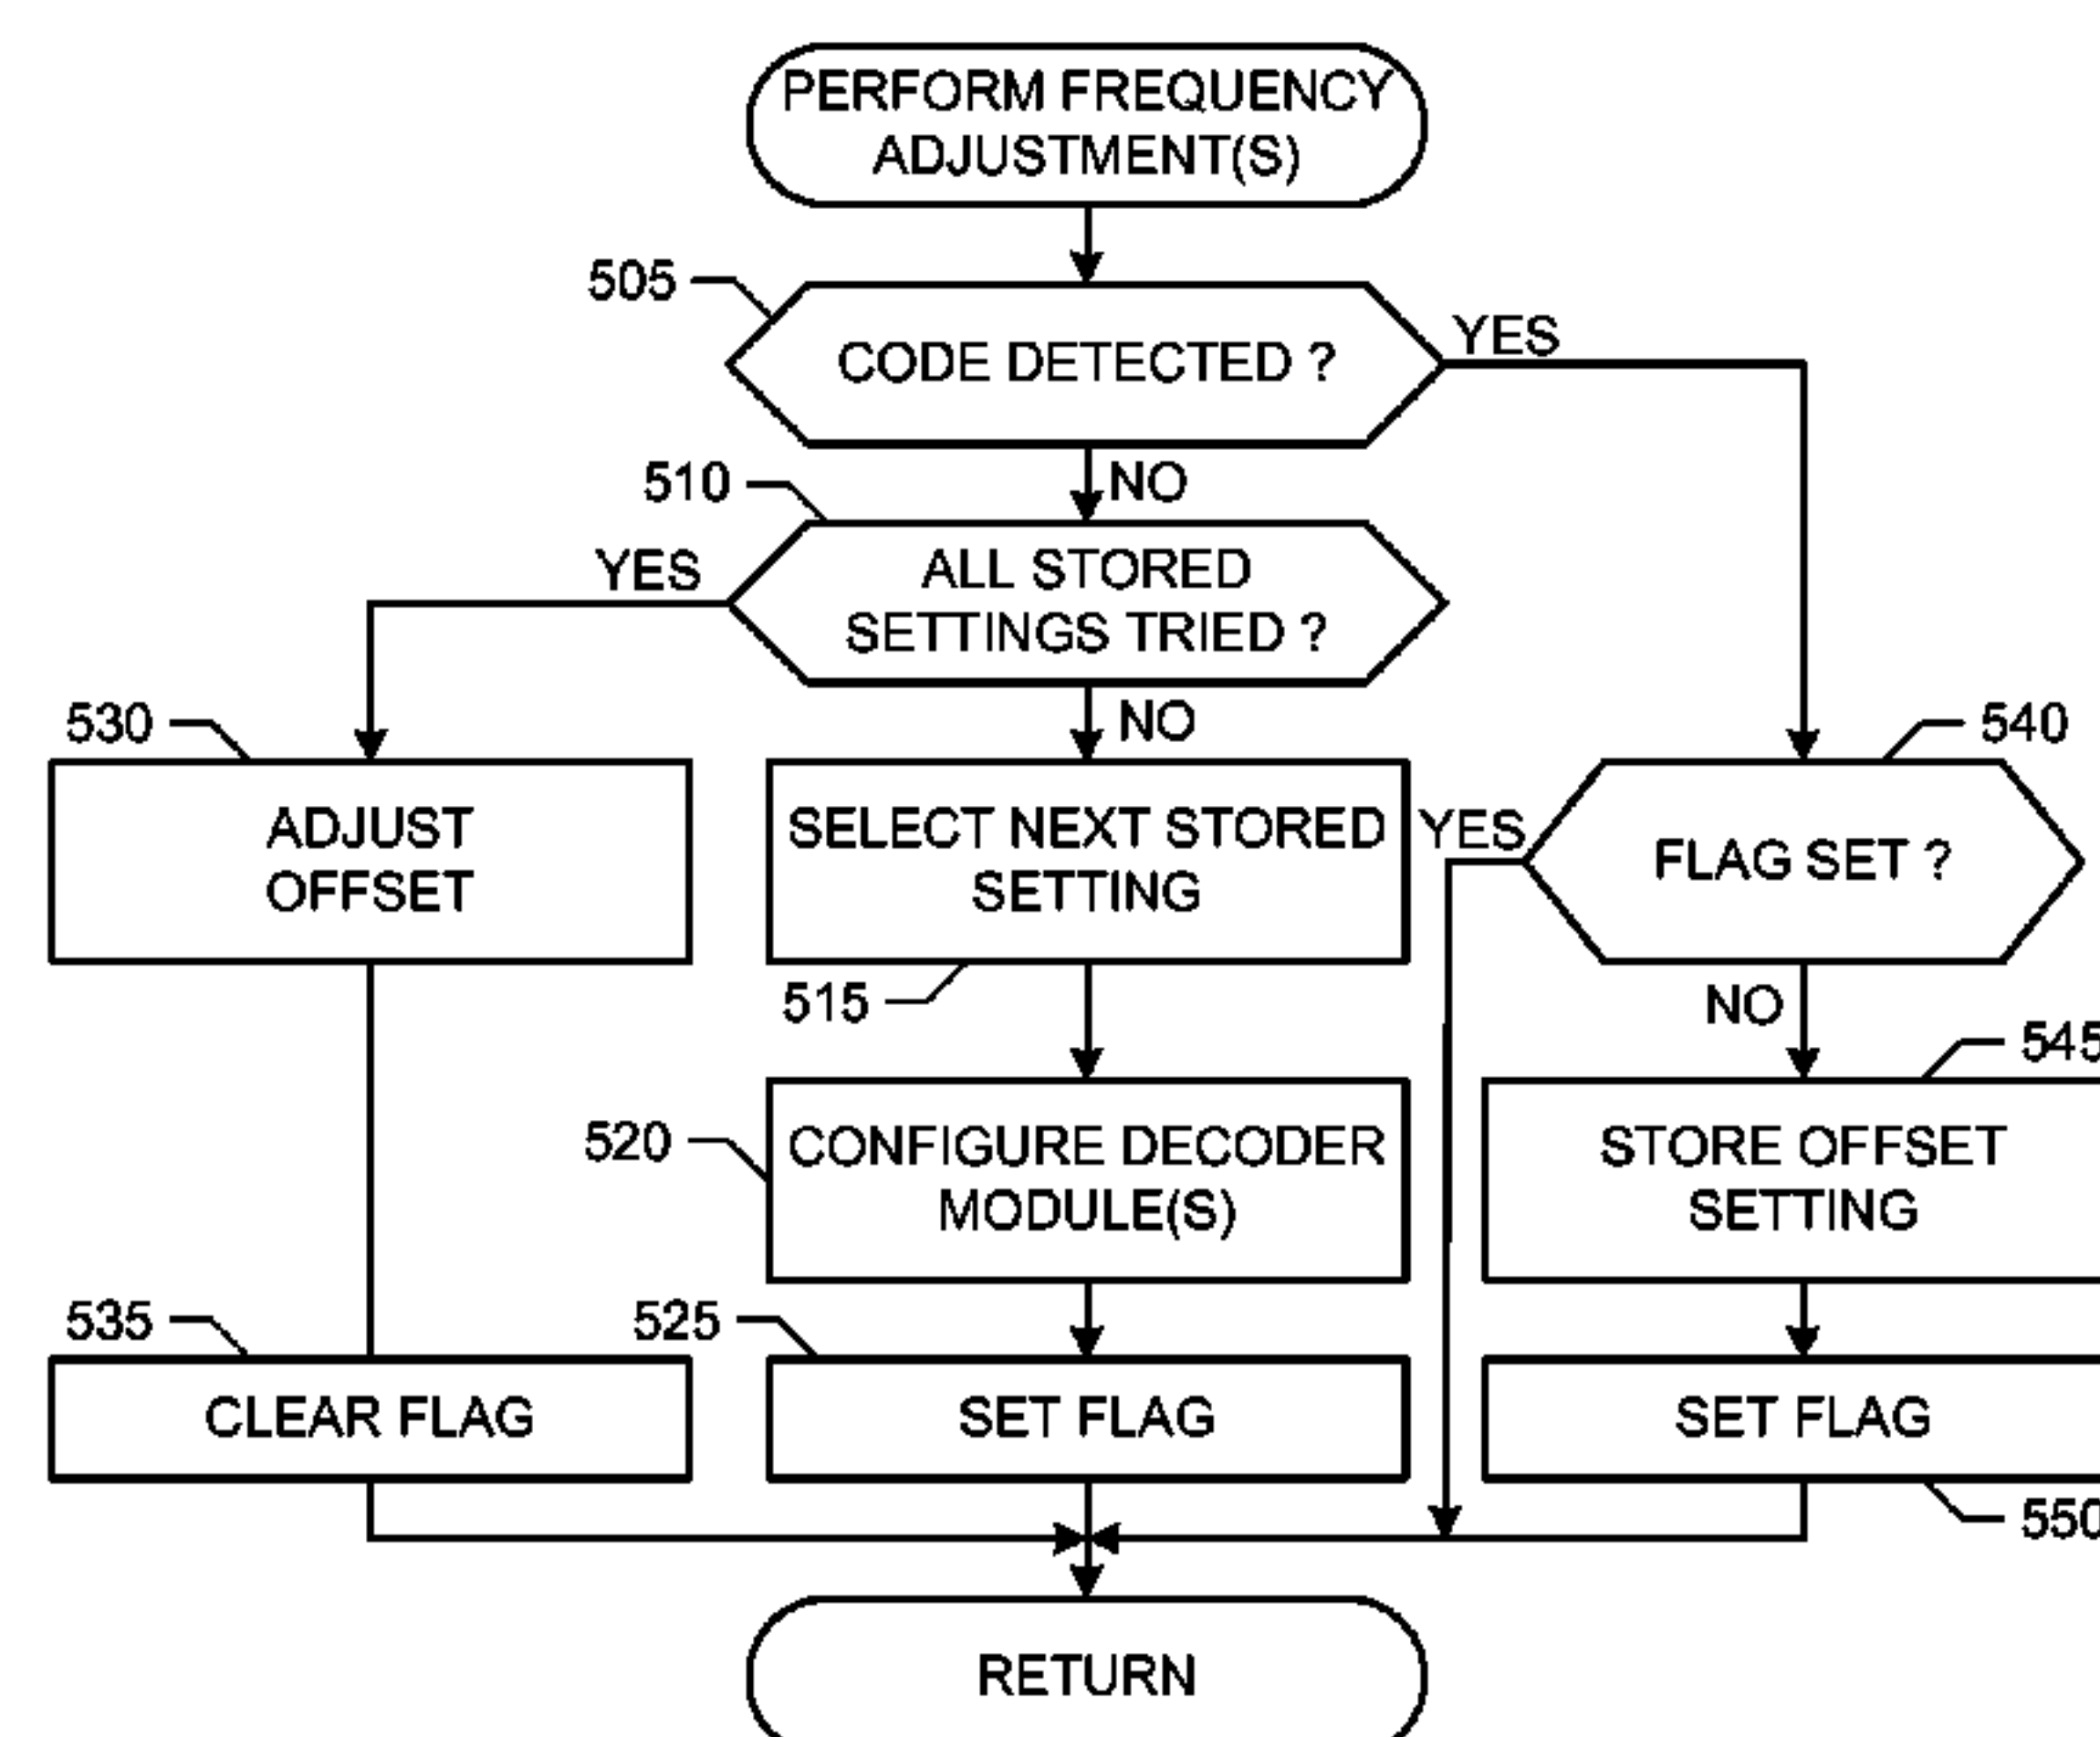 PERFORM FREQUENCY
ADJUSTMENT(S)
505
CODE DETECTED ?
YES
NO
510
ALL STORED
SETTINGS TRIED ?
YES
NO
530
ADJUST
OFFSET
SELECT NEXT STORED
SETTING
515
540
FLAG SET ?
YES
NO
520
CONFIGURE DECODER
MODULE(S)
545
STORE OFFSET
SETTING
535
CLEAR FLAG
525
SET FLAG
SET FLAG
550
RETURN